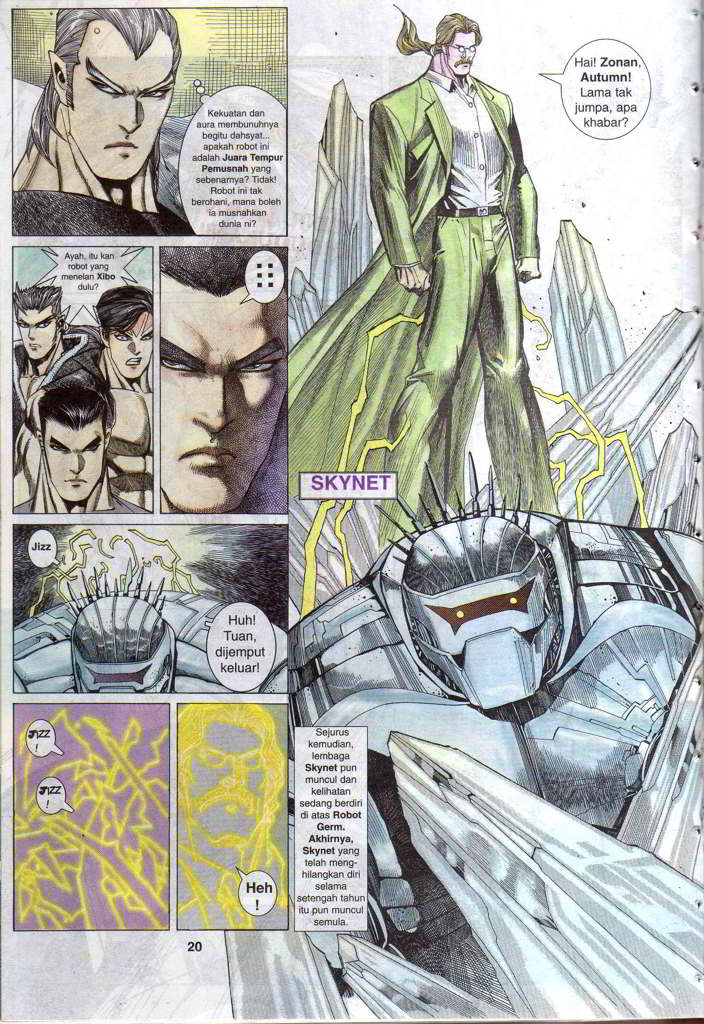 Kekuatan dan
aura membunuhnya
begitu dahsyat...
apakah robot ini
adalah Juara Tempur
Pemusnah yang
sebenarnya? Tidak!
Robot ini tak
berohani, mana boleh
ia musnahkan
dunia ni?
Hai! Zonan,
Autumn!
Lama tak
jumpa, apa
khabar?
Ayah, itu kan
robot yang
menelan Xibo
dulu?
SKYNET
Jizz
Huh!
Tuan,
dijemput
keluar!
Jizz
!
Jizz
!
Heh
!
Sejurus
kemudian,
lembaga
Skynet pun
muncul dan
kelihatan
sedang berdiri
di atas Robot
Germ.
Akhirnya,
Skynet yang
telah meng-
hilangkan diri
selama
setengah tahun
itu pun muncul
semula.
20